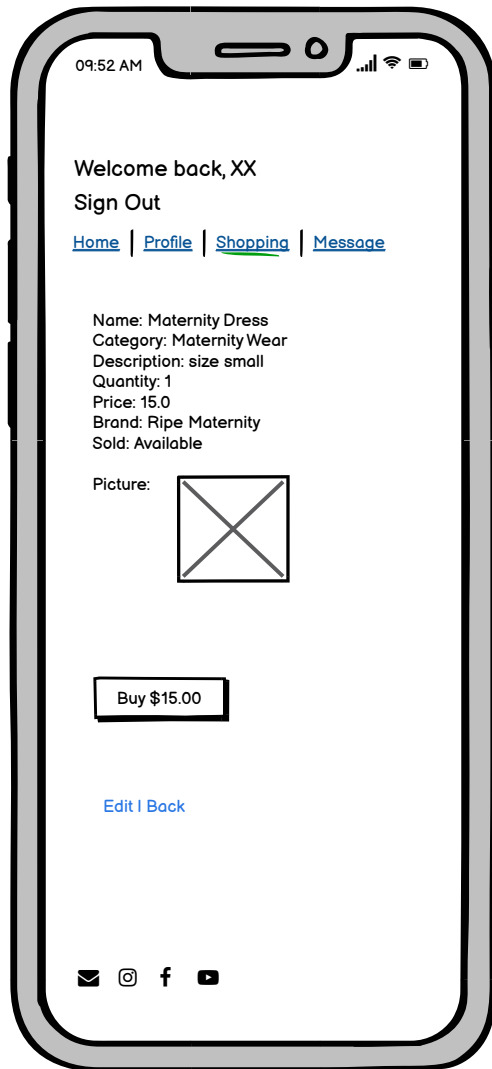 09:52 AM
Welcome back, XX
Sign Out
Home | Profile | Shopping | Message
Name: Maternity Dress
Category: Maternity Wear
Description: size small
Quantity: 1
Price: 15.0
Brand: Ripe Maternity
Sold: Available
Picture:
Buy $15.00
Edit | Back